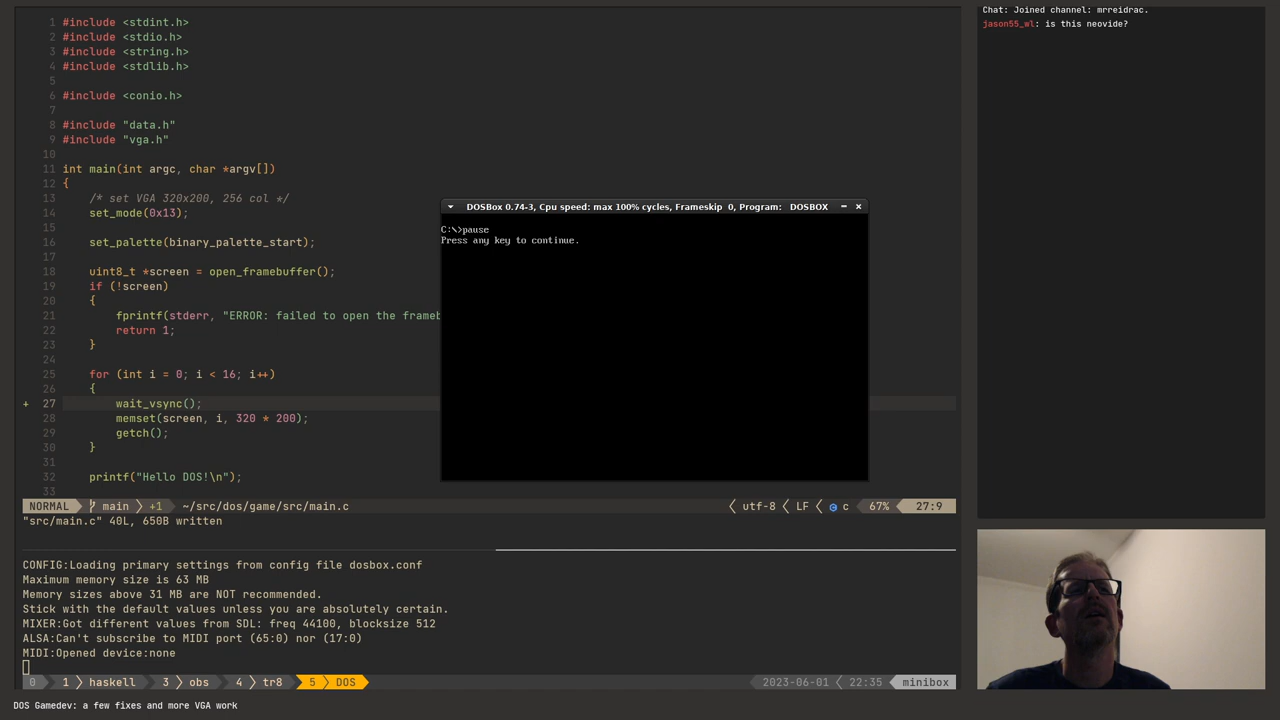 1 #include <stdint.h>
2 #include <stdio.h>
3 #include <string.h>
4 #include <stdlib.h>
5
6 #include <conio.h>
7
8 #include "data.h"
9 #include "vga.h"
10
11 int main(int argc, char *argv[])
12 {
13 /* set VGA 320x200, 256 col */
14 set_mode(0x13);
15
16 set_palette(binary_palette_start);
17
18 uint8_t *screen = open_framebuffer();
19 if (!screen)
20 {
21 fprintf(stderr, "ERROR: failed to open the frameb
22 return 1;
23 }
24
25 for (int i = 0; i < 16; i++)
26 {
+ 27 wait_vsync();
28 memset(screen, i, 320 * 200);
29 getch();
30 }
31
32 printf("Hello DOS!\n");
33
NORMAL main +1 ~/src/dos/game/src/main.c utf-8 LF c 67% 27:9
"src/main.c" 40L, 650B written
CONFIG:Loading primary settings from config file dosbox.conf
Maximum memory size is 63 MB
Memory sizes above 31 MB are NOT recommended.
Stick with the default values unless you are absolutely certain.
MIXER:Got different values from SDL: freq 44100, blocksize 512
ALSA:Can't subscribe to MIDI port (65:0) nor (17:0)
MIDI:Opened device:none
0 1 haskell 3 obs 4 tr8 5 DOS 2023-06-01 22:35 minibox
DOS Gamedev: a few fixes and more VGA work
DOSBox 0.74-3, Cpu speed: max 100% cycles, Frameskip 0, Program: DOSBOX
C:\>pause
Press any key to continue.
Chat: Joined channel: mrreidrac.
jason55_wl: is this neovide?